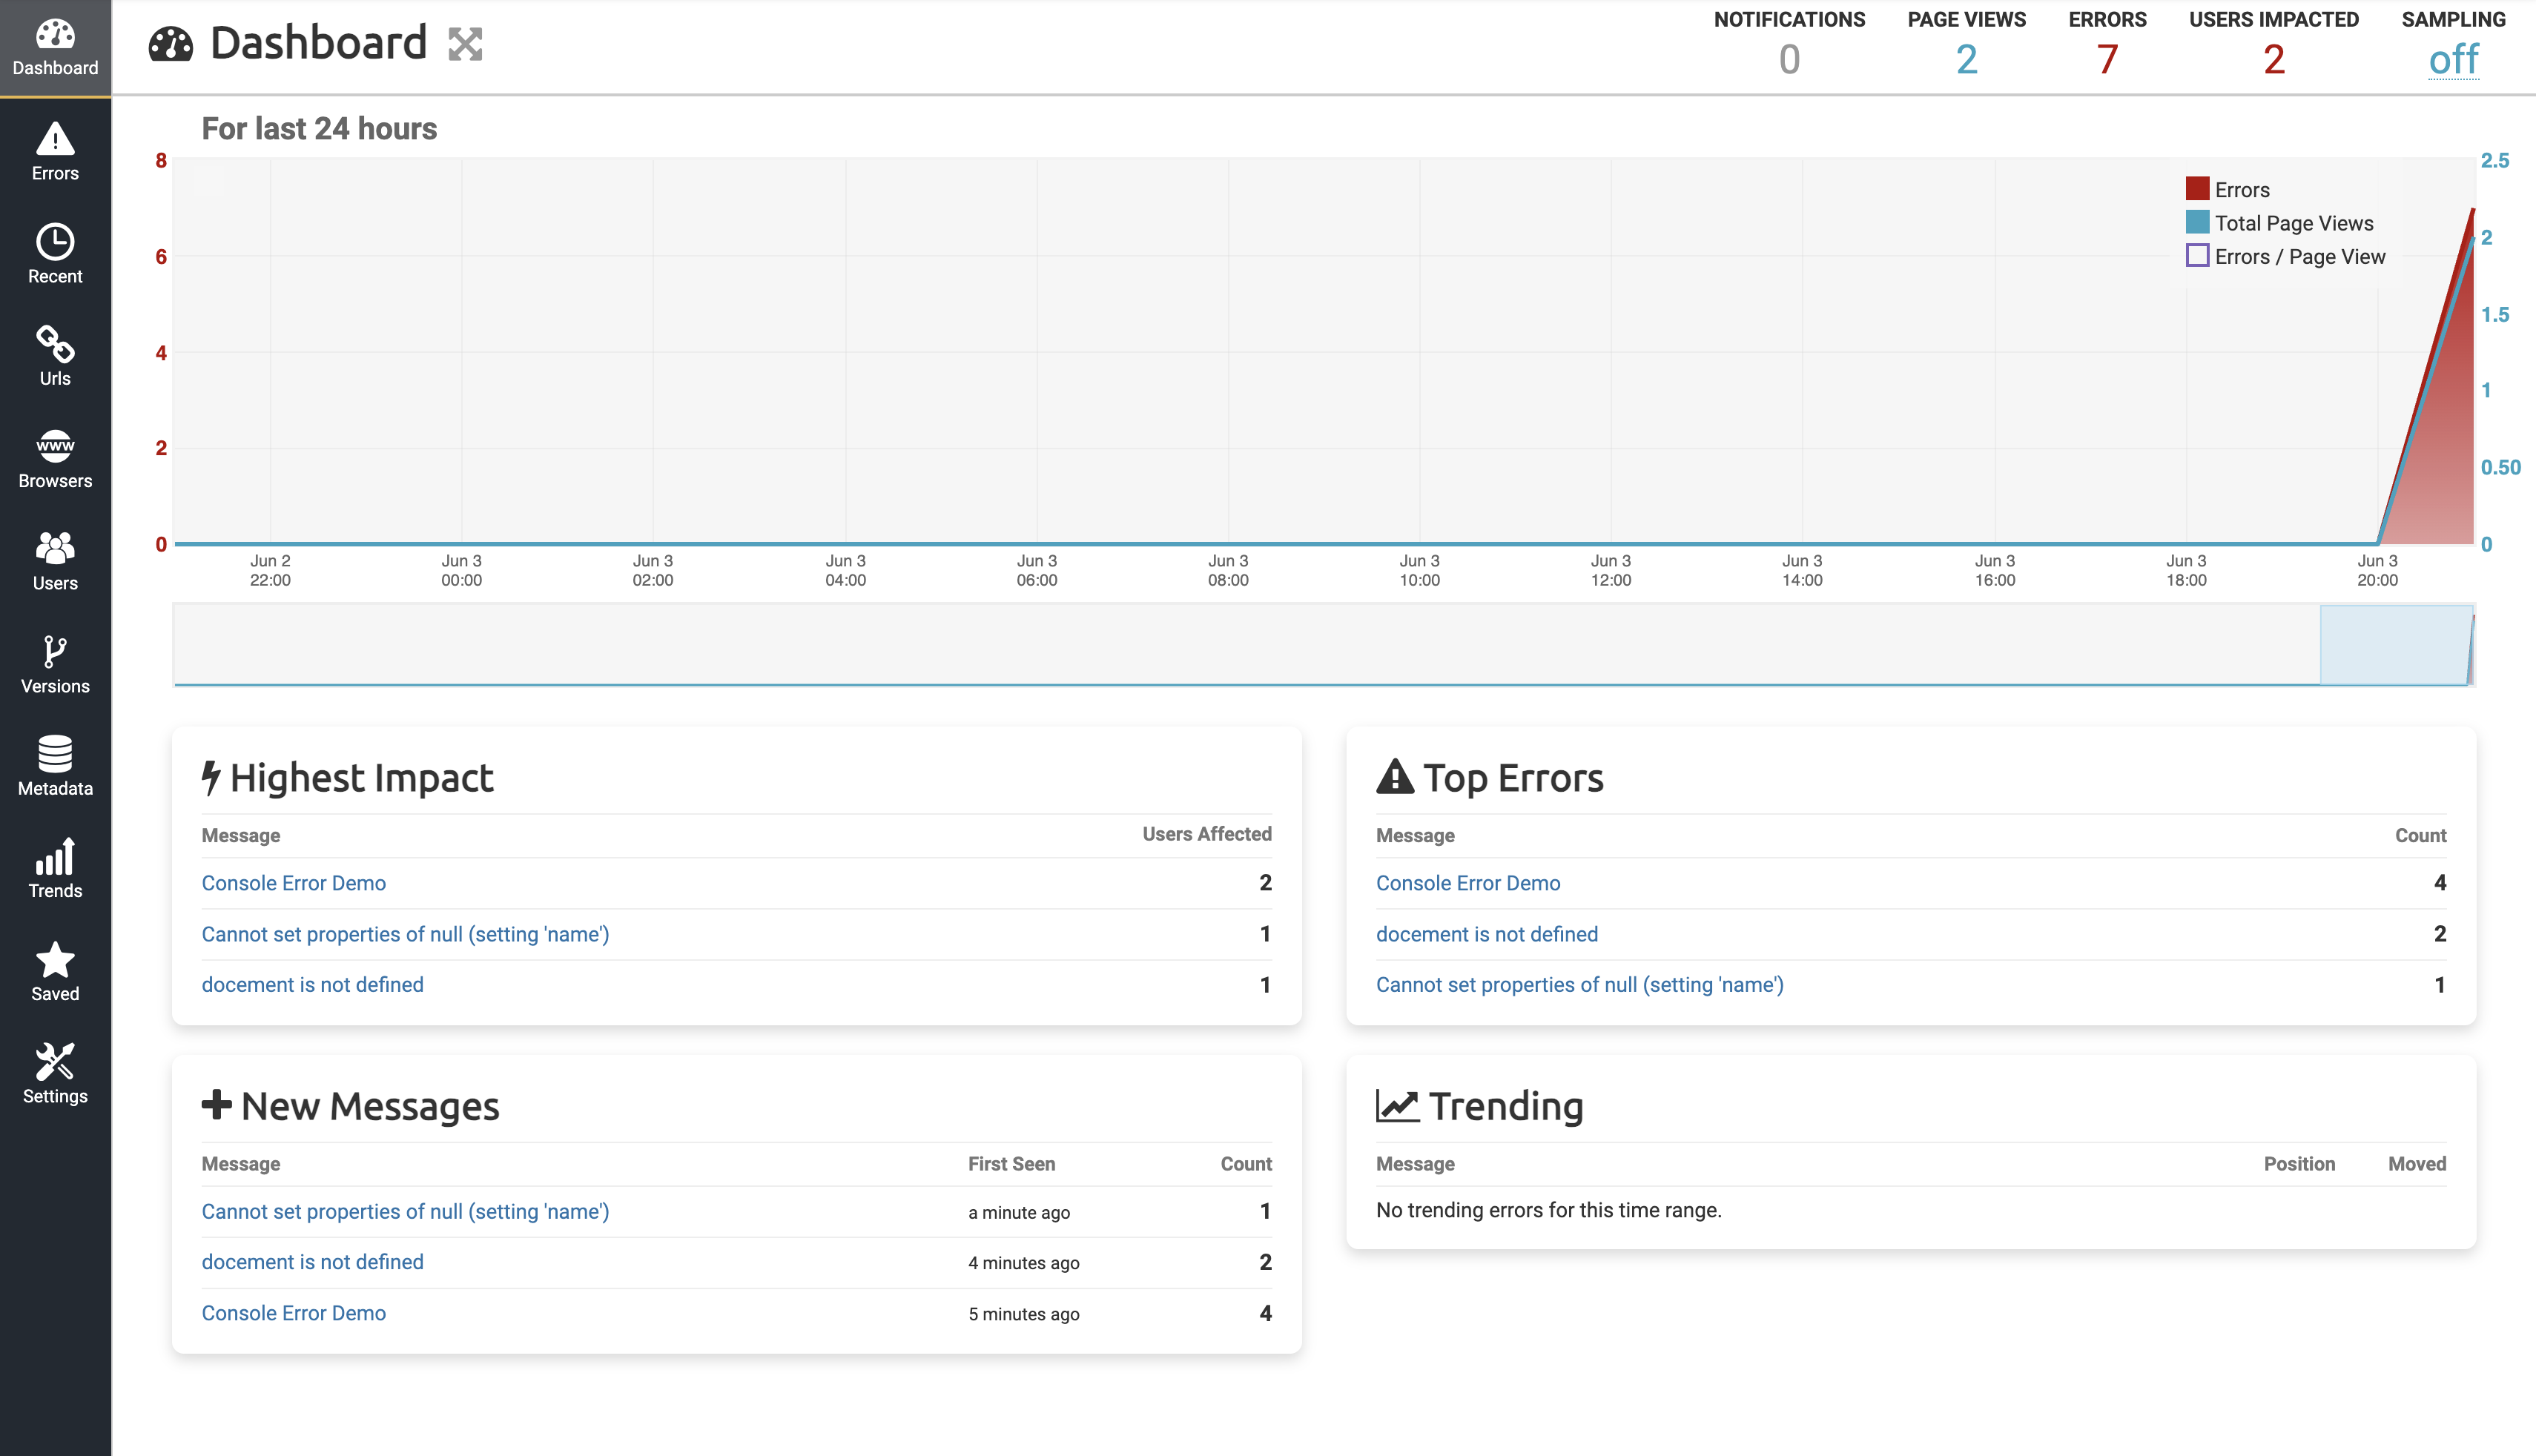 Dashboard
Errors
Recent
Urls
WWW
Browsers
Users
Versions
Metadata
Trends
Saved
Settings
Dashboard
NOTIFICATIONS PAGE VIEWS ERRORS USERS IMPACTED SAMPLING
0 2 7 2 off
For last 24 hours
8
6
4
2
0
2.5
2
1.5
1
0.50
0
Errors
Total Page Views
Errors / Page View
Jun 2 Jun 3 Jun 3 Jun 3 Jun 3 Jun 3 Jun 3 Jun 3 Jun 3 Jun 3 Jun 3 Jun 3
22:00 00:00 02:00 04:00 06:00 08:00 10:00 12:00 14:00 16:00 18:00 20:00
Highest Impact
Message Users Affected
Console Error Demo 2
Cannot set properties of null (setting 'name') 1
docement is not defined 1
Top Errors
Message Count
Console Error Demo 4
docement is not defined 2
Cannot set properties of null (setting 'name') 1
New Messages
Message First Seen Count
Cannot set properties of null (setting 'name') a minute ago 1
docement is not defined 4 minutes ago 2
Console Error Demo 5 minutes ago 4
Trending
Message Position Moved
No trending errors for this time range.